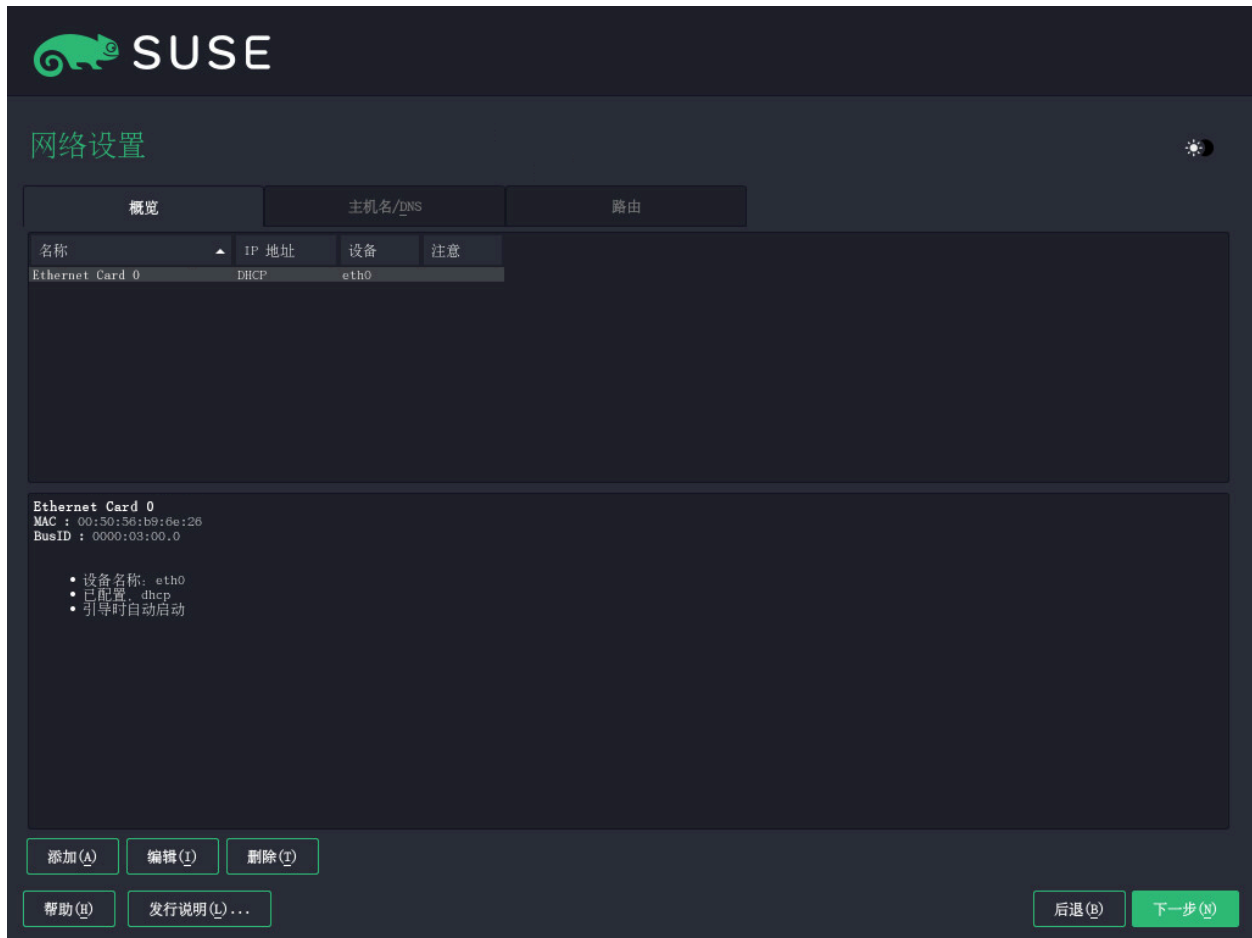 SUSE
网络设置
概览 主机名/DNS 路由
名称 IP 地址 设备 注意
Ethernet Card 0 DHCP eth0
Ethernet Card 0
MAC : 00:50:56:b9:6e:26
BusID : 0000:03:00.0
• 设备名称: eth0
• 已配置, dhcp
• 引导时自动启动
添加(A) 编辑(I) 删除(T)
帮助(H) 发行说明(L)... 后退(B) 下一步(N)